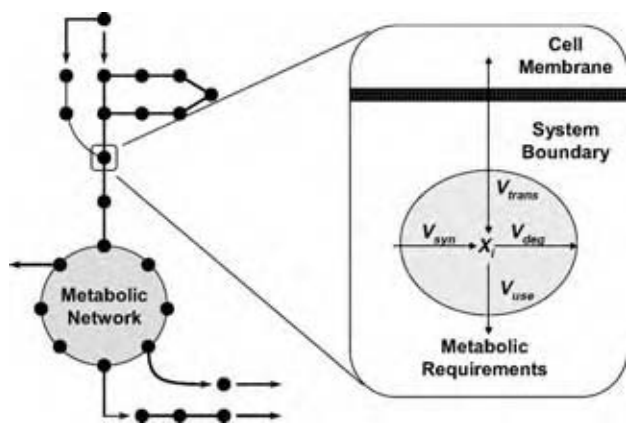 Cell
Membrane
System
Boundary
V_trans
V_syn
X_i
V_deg
V_use
Metabolic
Requirements
Metabolic
Network